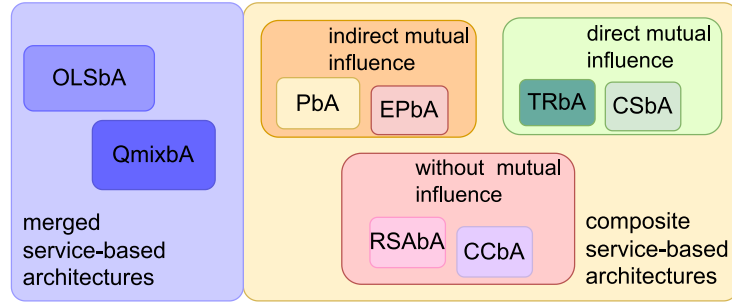 OLSbA
QmixbA
merged
service-based
architectures
indirect mutual
influence
PbA
EPbA
direct mutual
influence
TRbA
CSbA
without mutual
influence
RSAbA
CCbA
composite
service-based
architectures